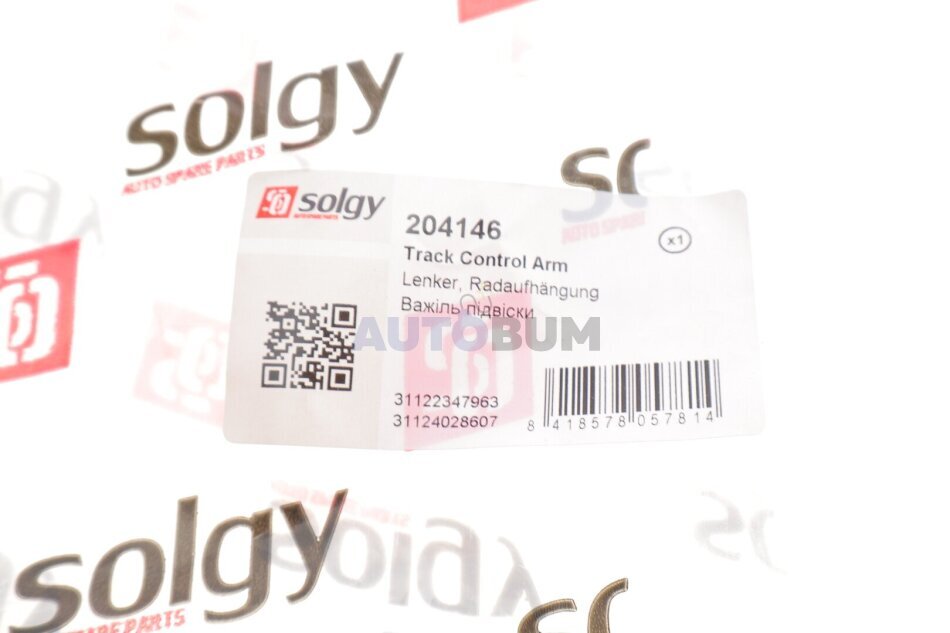 solgy
AUTO SPARE PARTS
SC
AUTO SPARE
solgy
204146
x1
Track Control Arm
Lenker, Radaufhängung
Важіль підвіски
AUTOBUM
31122347963
31124028607
8 418578 057814
solgy
solgy